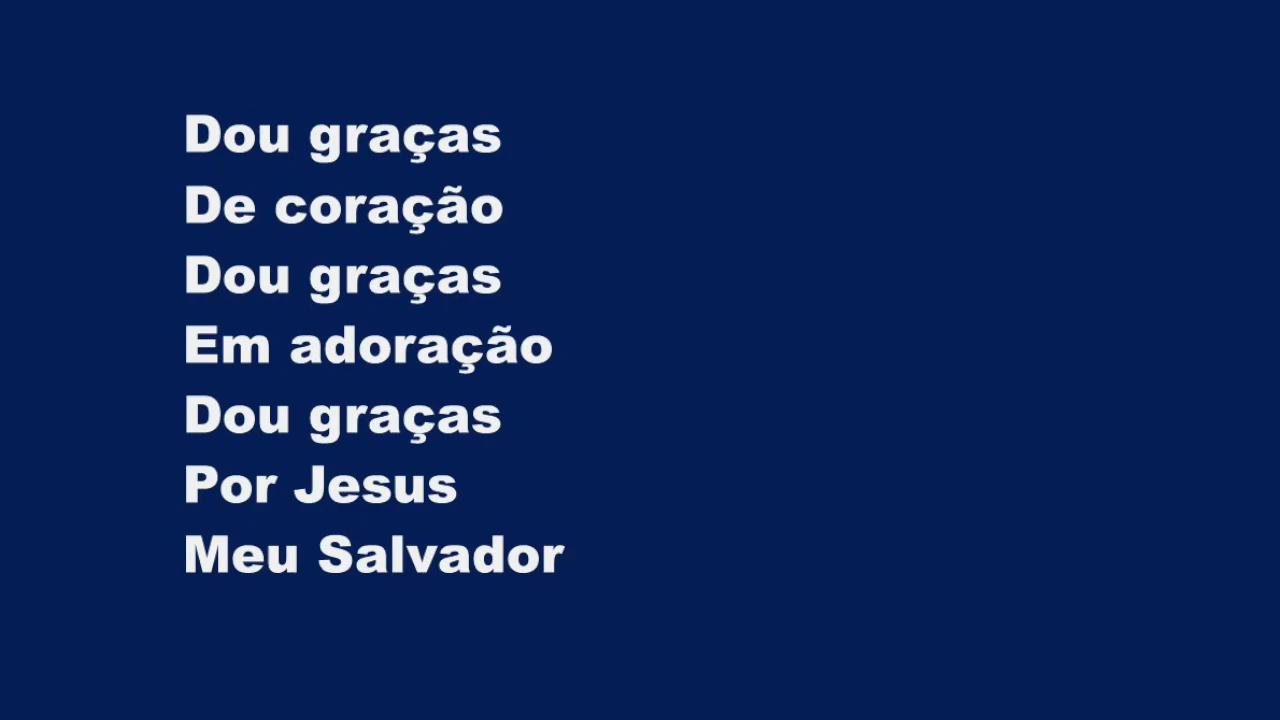 Dou graças
De coração
Dou graças
Em adoração
Dou graças
Por Jesus
Meu Salvador